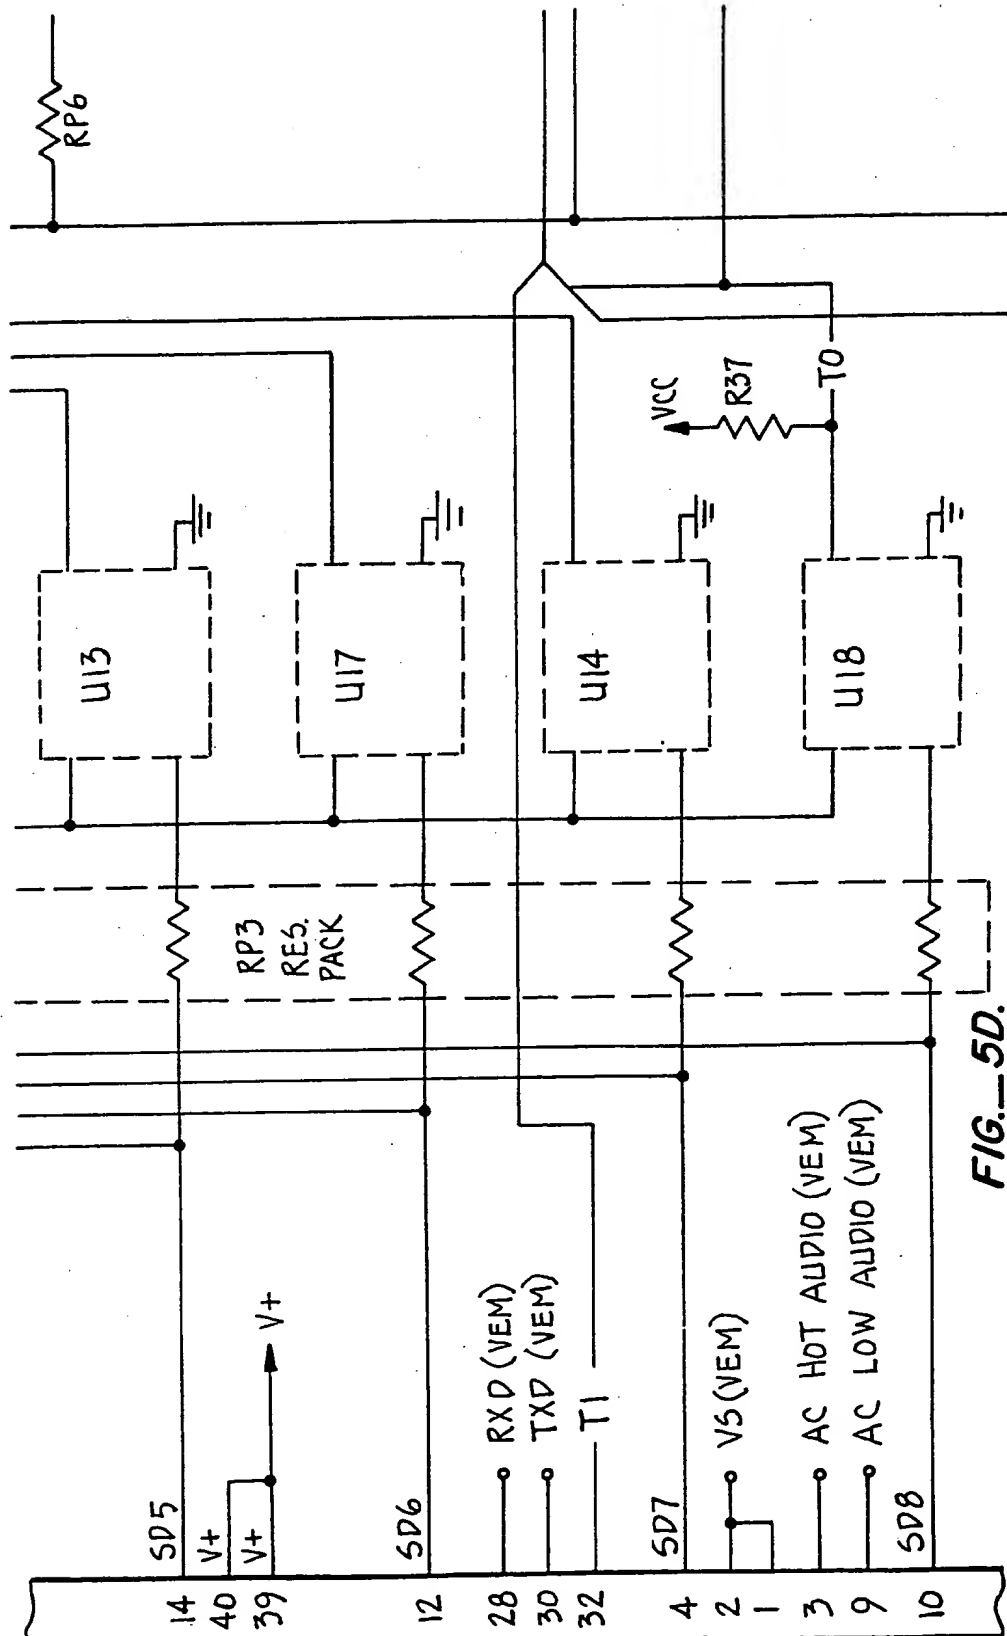 RP6
VCC
R37
T0
U13
U17
U14
U18
RP3
RES.
PACK
SD5
V+
V+
V+
SD6
RXD (VEM)
TXD (VEM)
T1
SD7
VS (VEM)
AC HOT AUDIO (VEM)
AC LOW AUDIO (VEM)
SD8
14
40
39
12
28
30
32
4
2
1
3
9
10
FIG._5D.